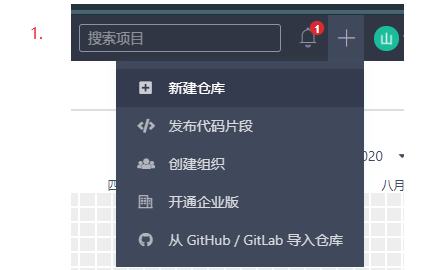 1.
搜索项目
1
山
新建仓库
发布代码片段
创建组织
020
开通企业版
四
八月
从 GitHub / GitLab 导入仓库